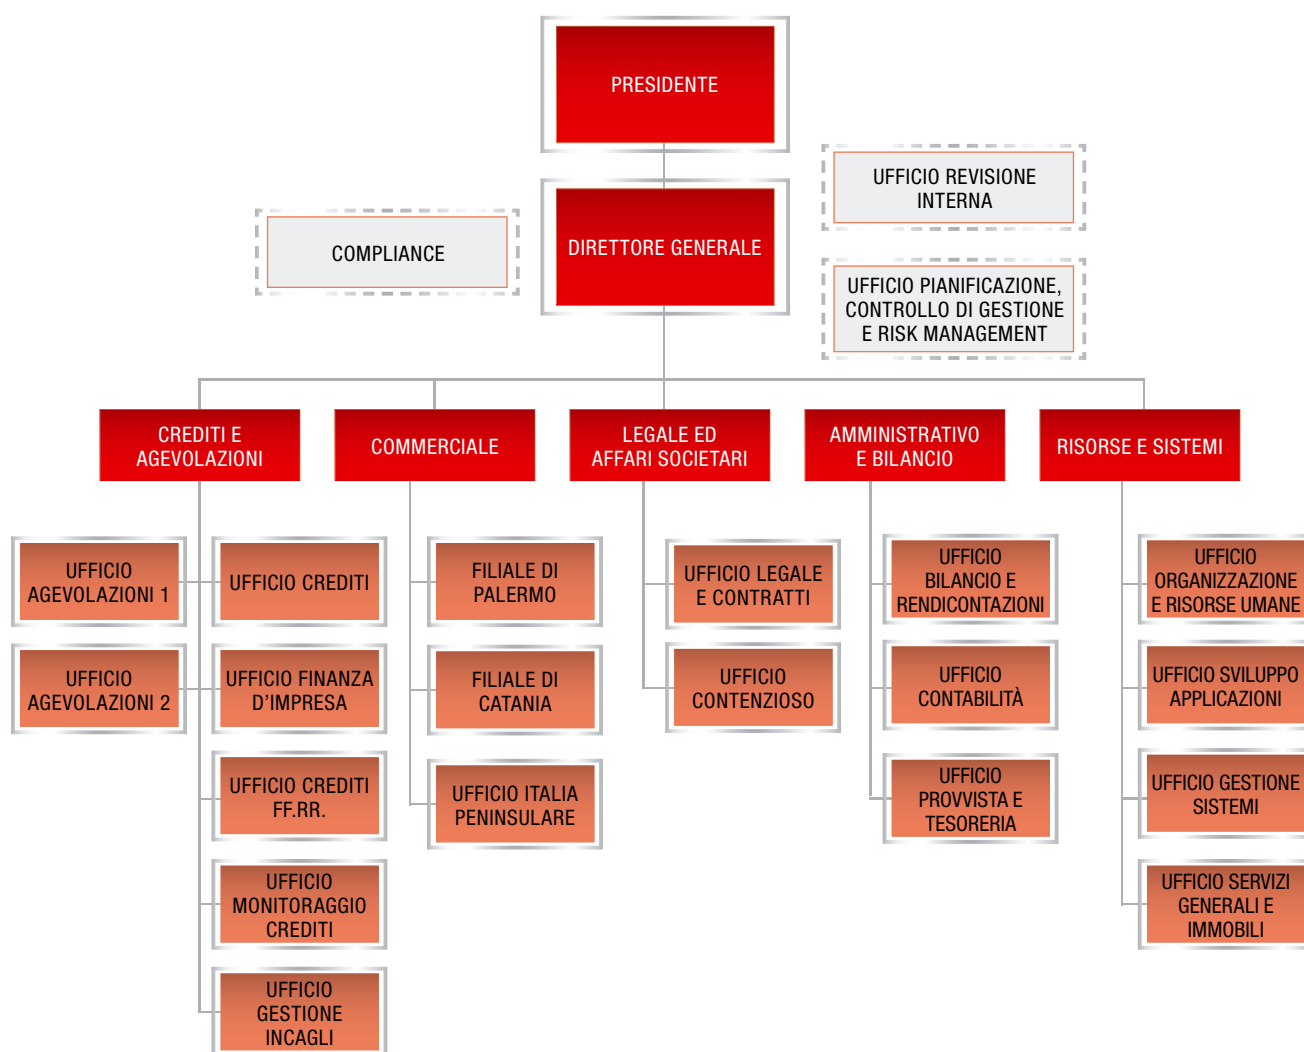 PRESIDENTE
UFFICIO REVISIONE
INTERNA
COMPLIANCE
DIRETTORE GENERALE
UFFICIO PIANIFICAZIONE,
CONTROLLO DI GESTIONE
E RISK MANAGEMENT
CREDITI E
AGEVOLAZIONI
COMMERCIALE
LEGALE ED
AFFARI SOCIETARI
AMMINISTRATIVO
E BILANCIO
RISORSE E SISTEMI
UFFICIO
AGEVOLAZIONI 1
UFFICIO CREDITI
FILIALE DI
PALERMO
UFFICIO LEGALE
E CONTRATTI
UFFICIO
BILANCIO E
RENDICONTAZIONI
UFFICIO
ORGANIZZAZIONE
E RISORSE UMANE
UFFICIO
AGEVOLAZIONI 2
UFFICIO FINANZA
D'IMPRESA
FILIALE DI
CATANIA
UFFICIO
CONTENZIOSO
UFFICIO
CONTABILITÀ
UFFICIO SVILUPPO
APPLICAZIONI
UFFICIO CREDITI
FF.RR.
UFFICIO ITALIA
PENINSULARE
UFFICIO
PROVVISTA E
TESORERIA
UFFICIO GESTIONE
SISTEMI
UFFICIO
MONITORAGGIO
CREDITI
UFFICIO SERVIZI
GENERALI E
IMMOBILI
UFFICIO
GESTIONE
INCAGLI